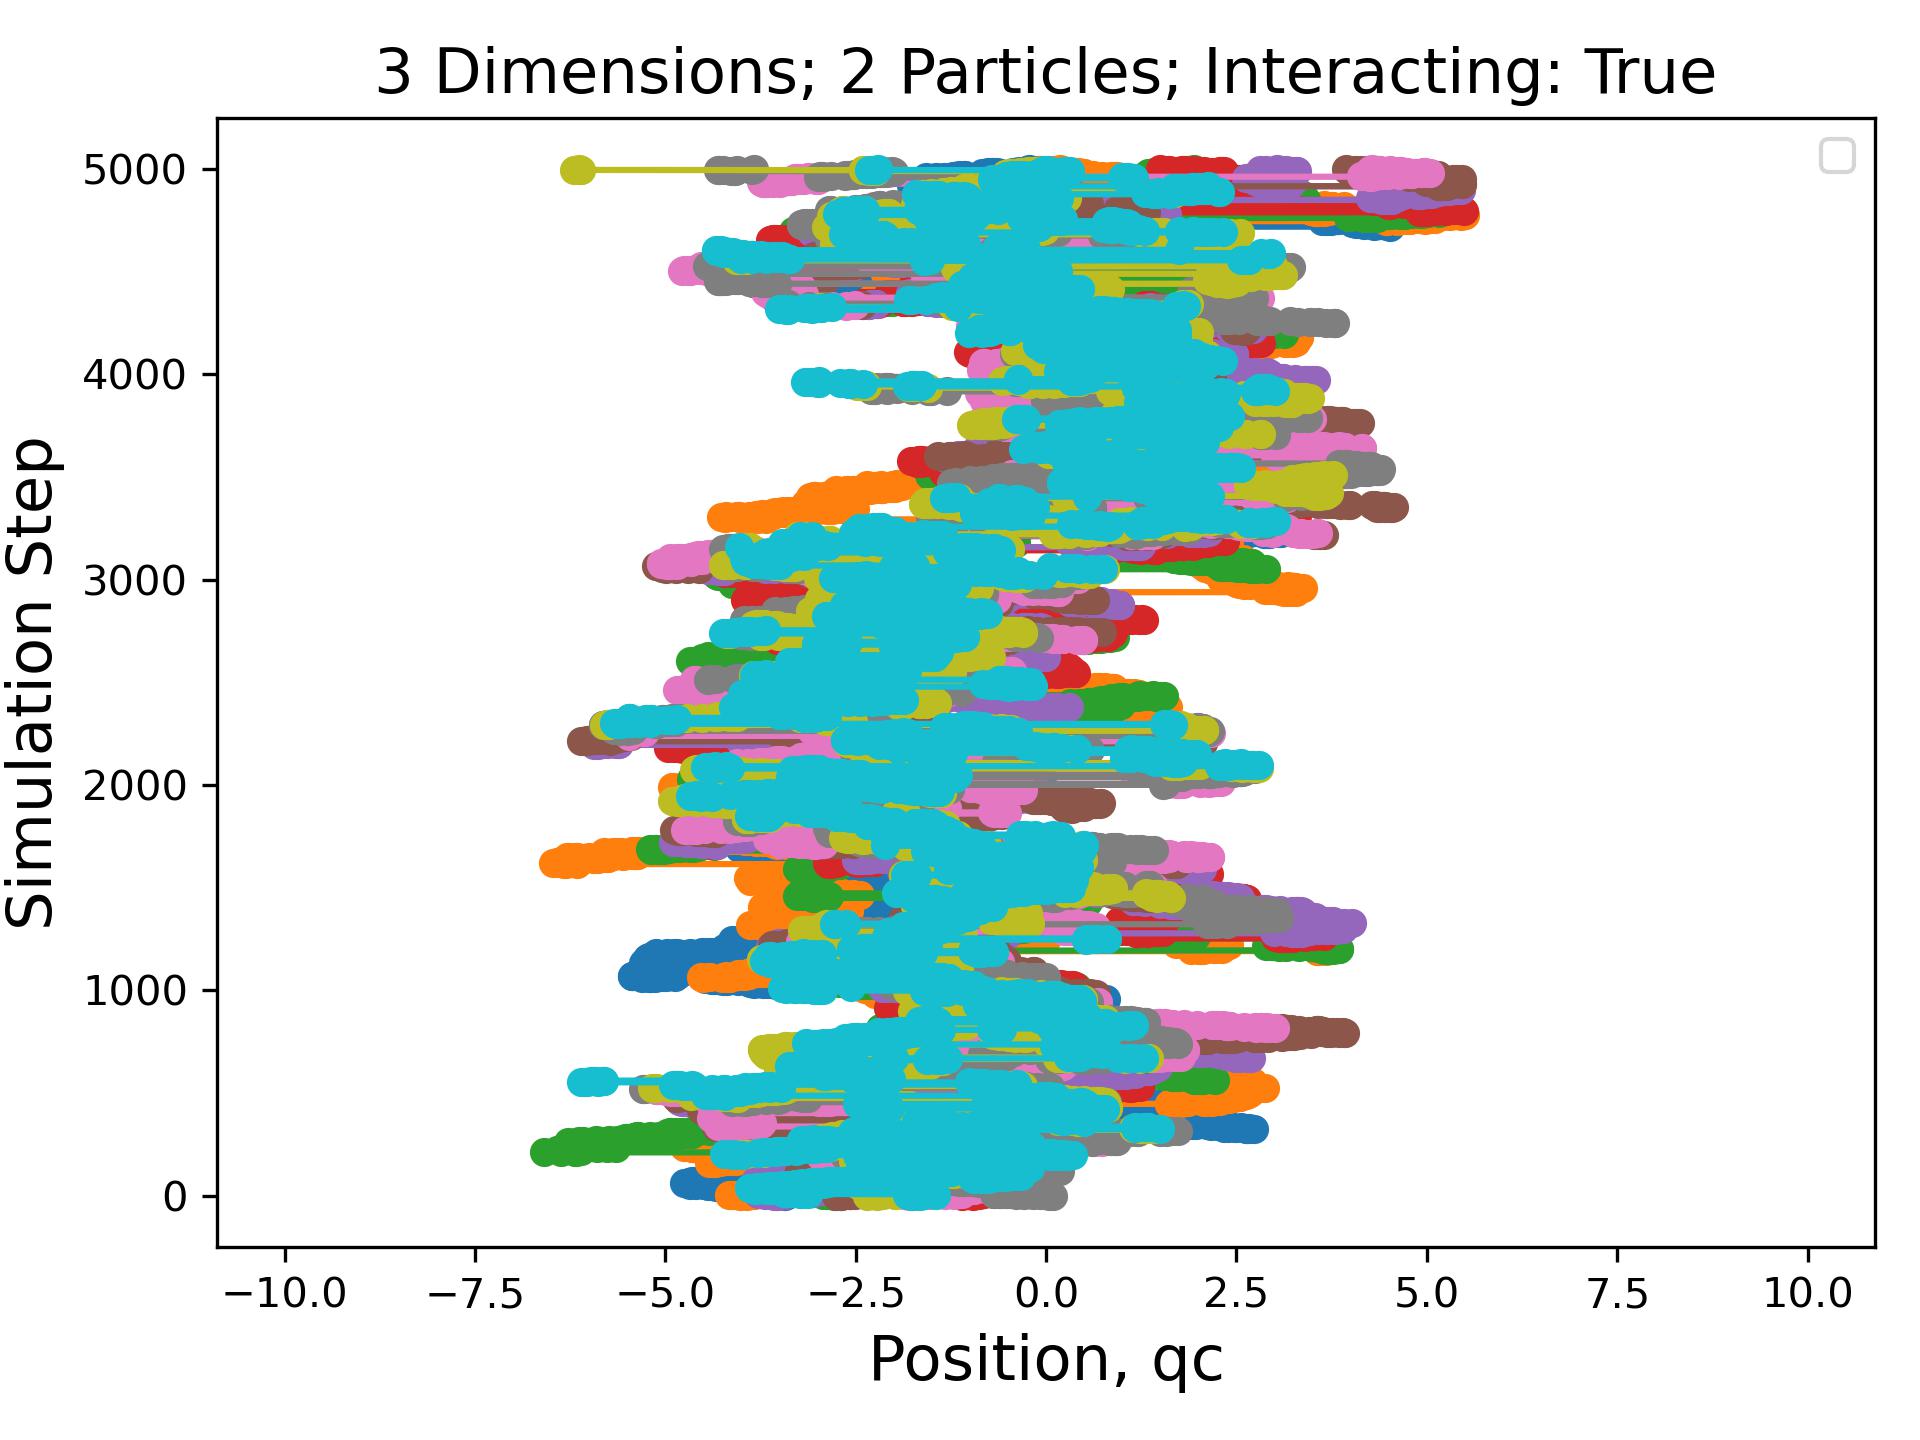 3 Dimensions; 2 Particles; Interacting: True
Simulation Step
5000
4000
3000
2000
1000
0
−10.0 −7.5 −5.0 −2.5 0.0 2.5 5.0 7.5 10.0
Position, qc